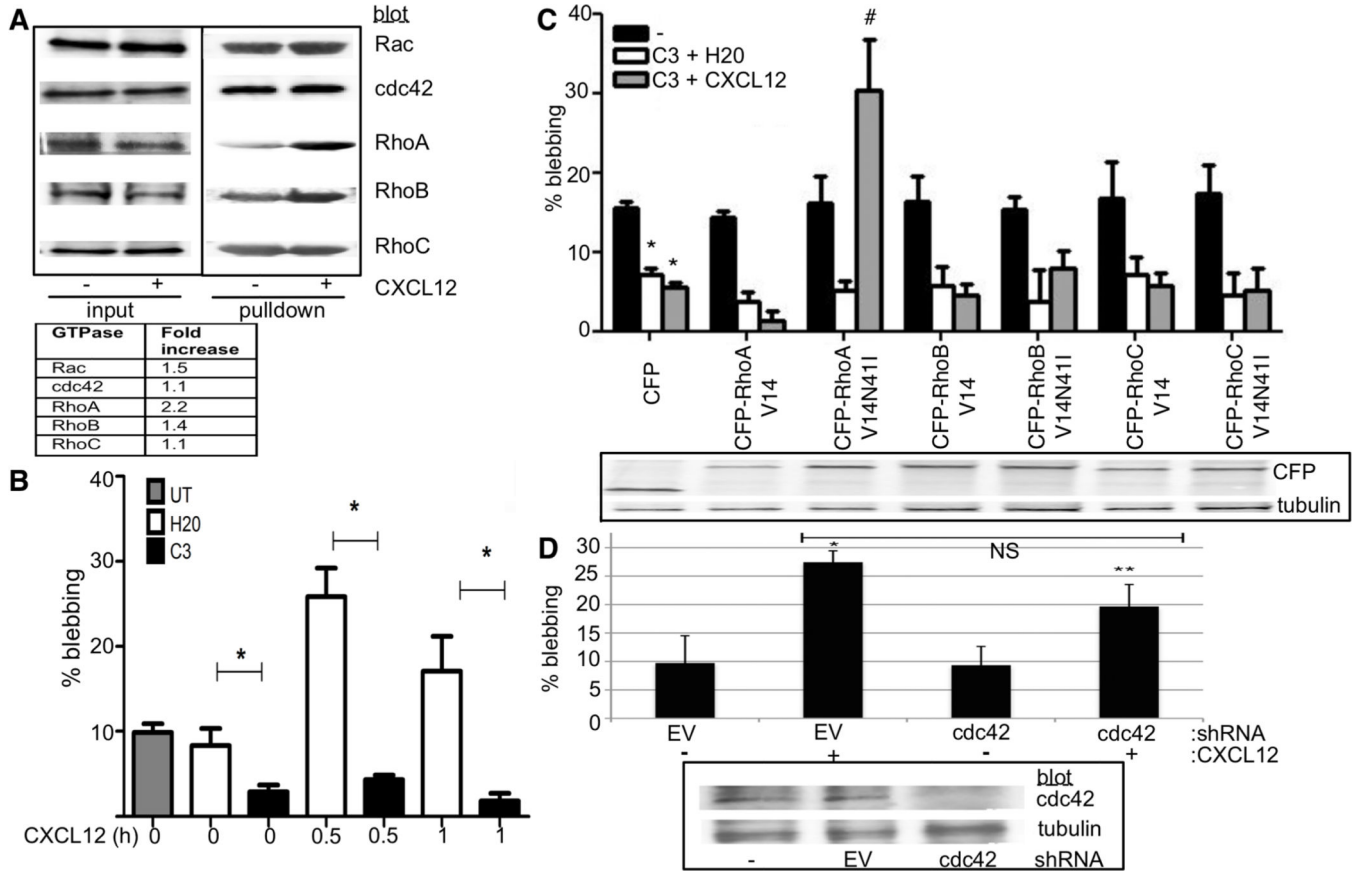 A
blot
Rac
cdc42
RhoA
RhoB
RhoC
- + - + CXCL12
input pulldown
GTPase Fold increase
Rac 1.5
cdc42 1.1
RhoA 2.2
RhoB 1.4
RhoC 1.1
B
% blebbing
40
30
20
10
UT
H20
C3
*
*
*
CXCL12 (h) 0 0 0 0.5 0.5 1 1
C
% blebbing
40
30
20
10
0
-
C3 + H20
C3 + CXCL12
*
*
#
CFP
CFP-RhoA V14
CFP-RhoA V14N41I
CFP-RhoB V14
CFP-RhoB V14N41I
CFP-RhoC V14
CFP-RhoC V14N41I
CFP
tubulin
D
% blebbing
30
25
20
15
10
5
0
NS
*
**
EV EV cdc42 cdc42 :shRNA
- + - + :CXCL12
blot
cdc42
tubulin
- EV cdc42 shRNA